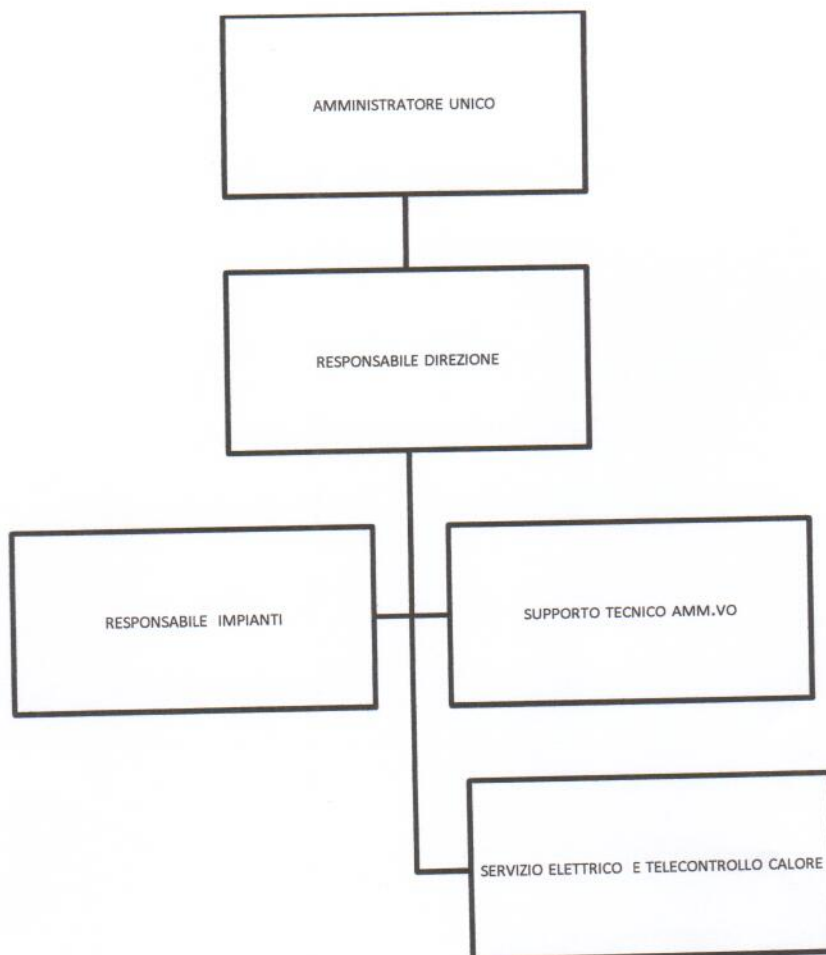 AMMINISTRATORE UNICO
RESPONSABILE DIREZIONE
RESPONSABILE IMPIANTI
SUPPORTO TECNICO AMM.VO
SERVIZIO ELETTRICO E TELECONTROLLO CALORE